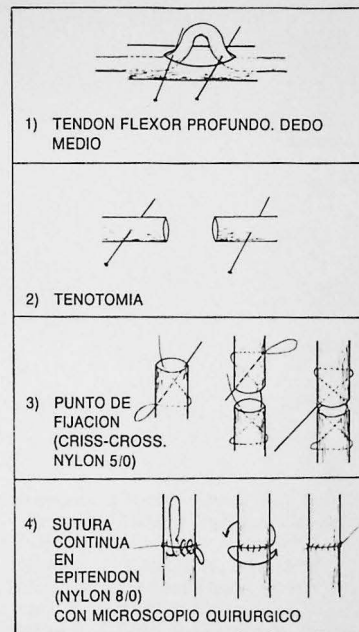 1) TENDON FLEXOR PROFUNDO. DEDO
MEDIO
2) TENOTOMIA
3) PUNTO DE
FIJACION
(CRISS-CROSS.
NYLON 5/0)
4) SUTURA
CONTINUA
EN
EPITENDON
(NYLON 8/0)
CON MICROSCOPIO QUIRURGICO